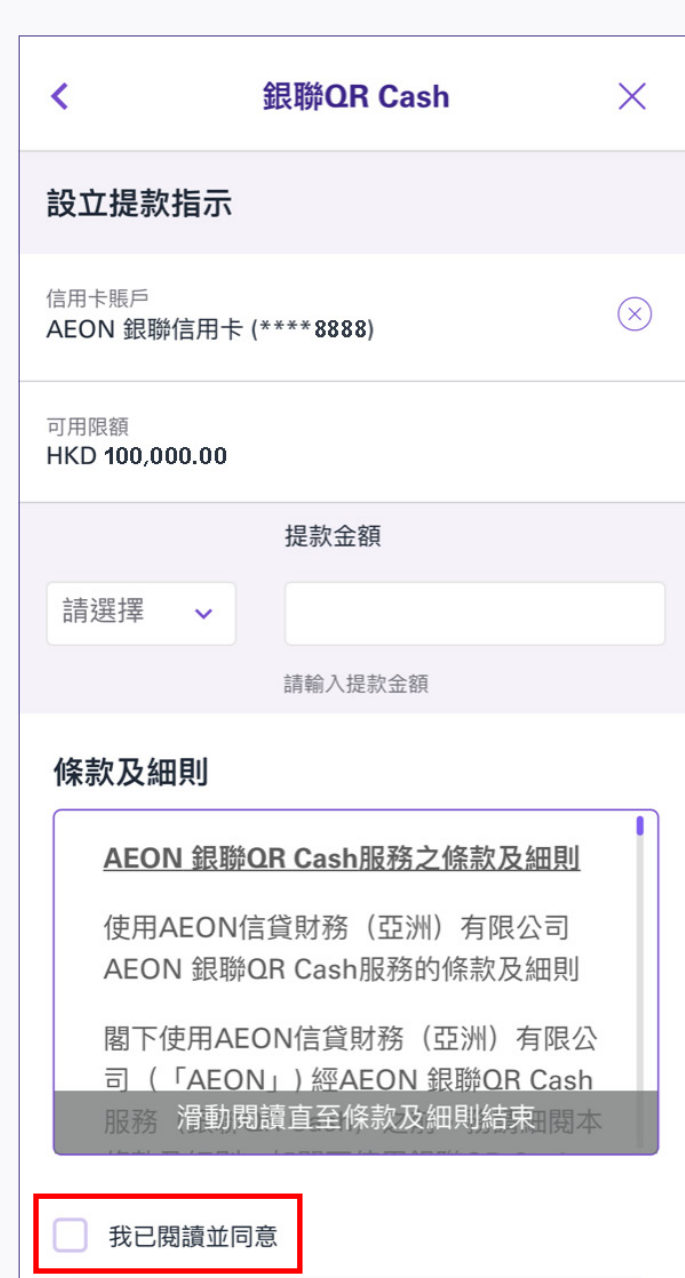 銀聯QR Cash
設立提款指示
信用卡賬戶
AEON 銀聯信用卡 (****8888)
可用限額
HKD 100,000.00
提款金額
請選擇
請輸入提款金額
條款及細則
AEON 銀聯QR Cash服務之條款及細則
使用AEON信貸財務（亞洲）有限公司
AEON 銀聯QR Cash服務的條款及細則
閣下使用AEON信貸財務（亞洲）有限公
司（「AEON」) 經AEON 銀聯QR Cash
服務
滑動閱讀直至條款及細則結束
細閱本
我已閱讀並同意